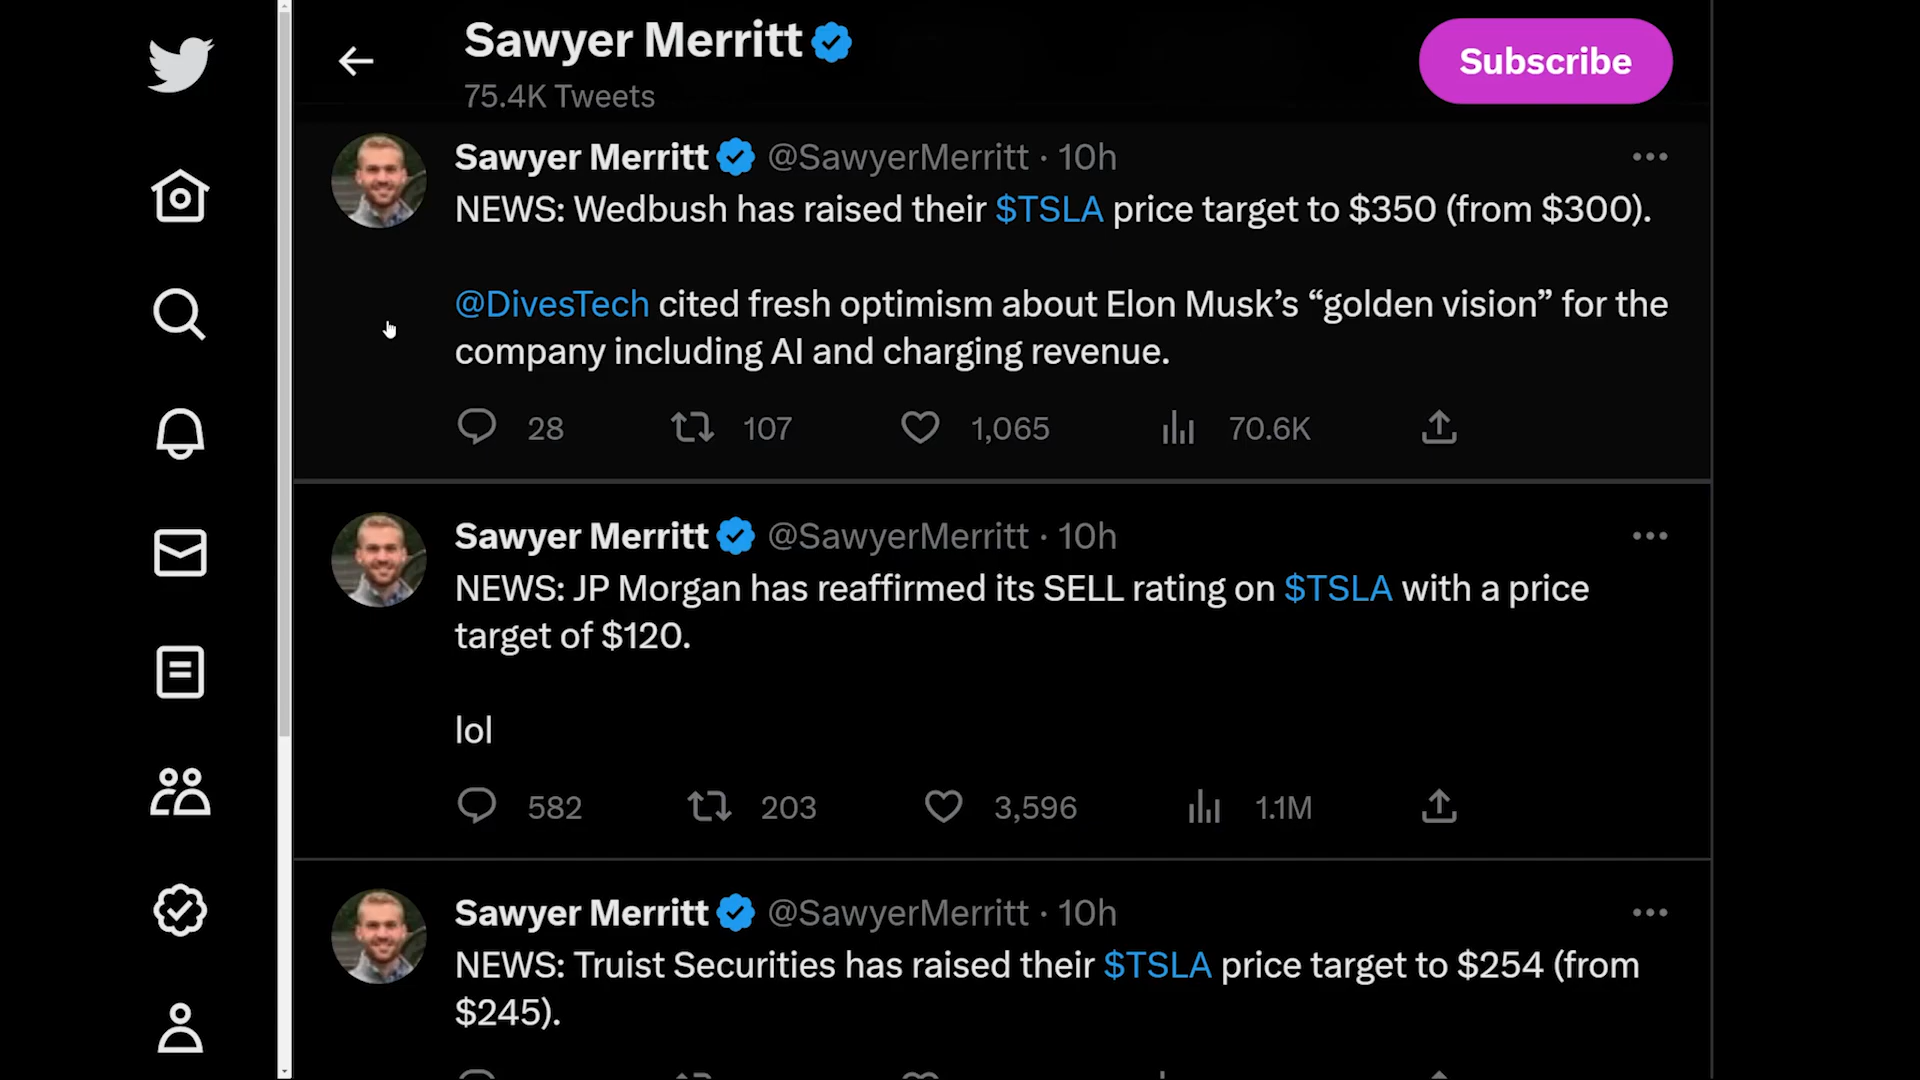 Sawyer Merritt
75.4K Tweets
Subscribe
Sawyer Merritt @SawyerMerritt · 10h
NEWS: Wedbush has raised their $TSLA price target to $350 (from $300).
@DivesTech cited fresh optimism about Elon Musk’s “golden vision” for the
company including AI and charging revenue.
28 107 1,065 70.6K
Sawyer Merritt @SawyerMerritt · 10h
NEWS: JP Morgan has reaffirmed its SELL rating on $TSLA with a price
target of $120.
lol
582 203 3,596 1.1M
Sawyer Merritt @SawyerMerritt · 10h
NEWS: Truist Securities has raised their $TSLA price target to $254 (from
$245).